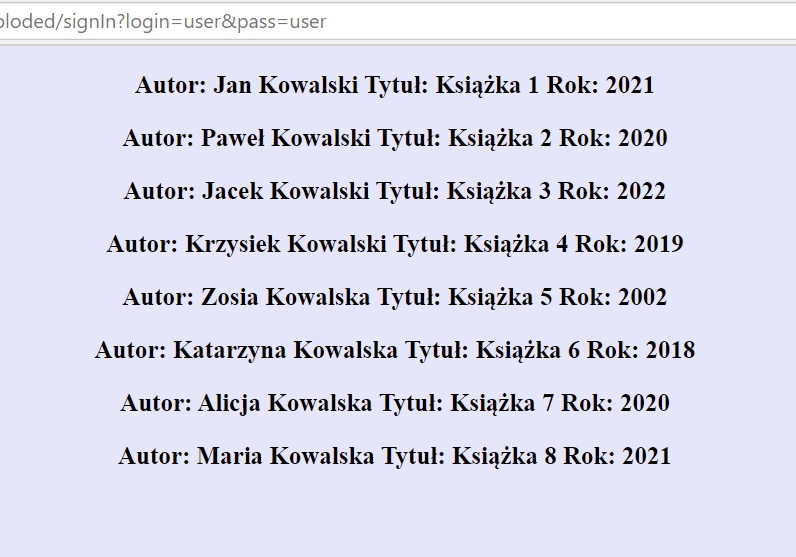 ploded/signIn?login=user&pass=user
Autor: Jan Kowalski Tytuł: Książka 1 Rok: 2021
Autor: Paweł Kowalski Tytuł: Książka 2 Rok: 2020
Autor: Jacek Kowalski Tytuł: Książka 3 Rok: 2022
Autor: Krzysiek Kowalski Tytuł: Książka 4 Rok: 2019
Autor: Zosia Kowalska Tytuł: Książka 5 Rok: 2002
Autor: Katarzyna Kowalska Tytuł: Książka 6 Rok: 2018
Autor: Alicja Kowalska Tytuł: Książka 7 Rok: 2020
Autor: Maria Kowalska Tytuł: Książka 8 Rok: 2021